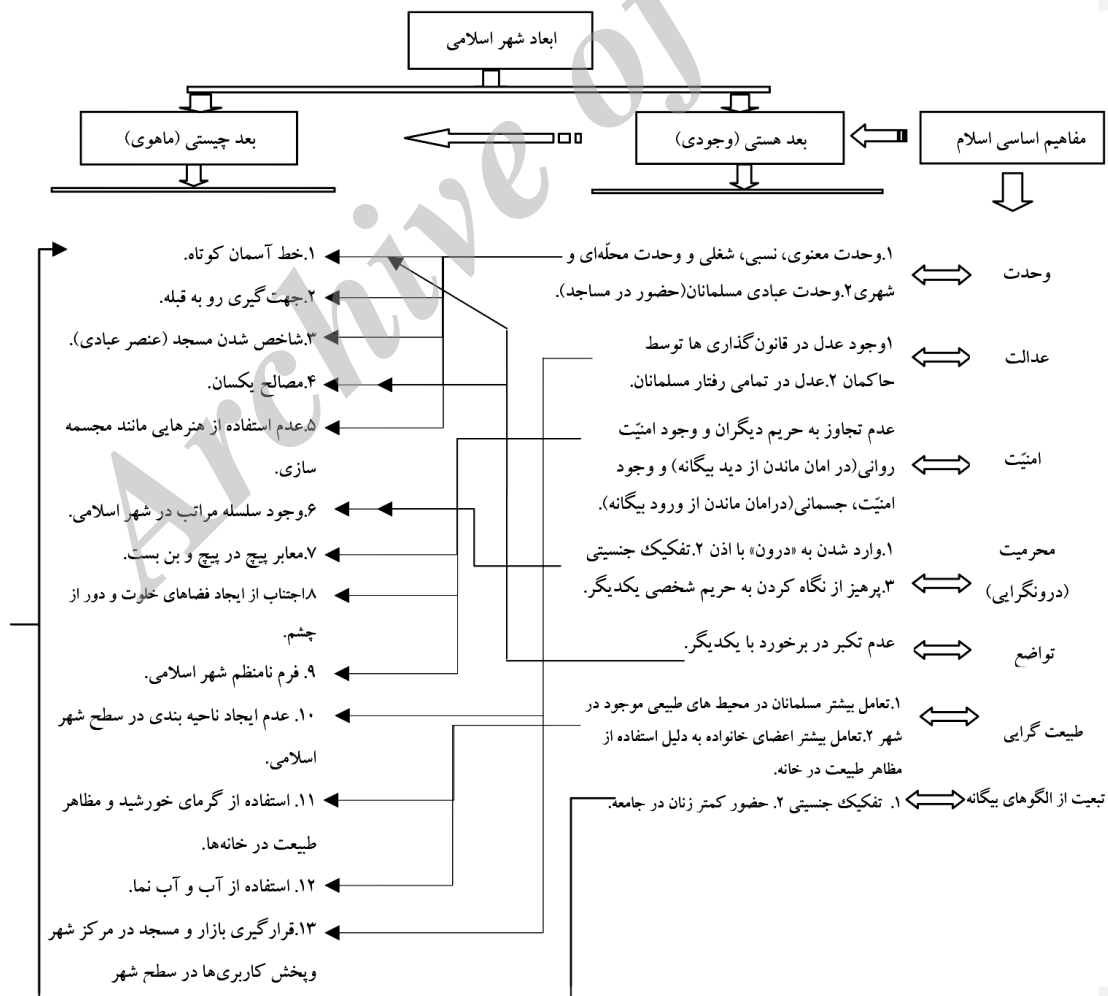 ابعاد شهر اسلامی
مفاهیم اساسی اسلام
بعد هستی (وجودی)
بعد چیستی (ماهوی)
وحدت
۱.وحدت معنوی، نسبی، شغلی و وحدت محلّه‌ای و
شهری۲.وحدت عبادی مسلمانان(حضور در مساجد).
عدالت
۱وجود عدل در قانون‌گذاری ها توسط
حاکمان ۲.عدل در تمامی رفتار مسلمانان.
امنیّت
عدم تجاوز به حریم دیگران و وجود امنیّت
روانی(در امان ماندن از دید بیگانه) و وجود
امنیّت، جسمانی(درامان ماندن از ورود بیگانه).
محرمیت
(درونگرایی)
۱.وارد شدن به «درون» با اذن ۲.تفکیک جنسیتی
۳.پرهیز از نگاه کردن به حریم شخصی یکدیگر.
تواضع
عدم تکبر در برخورد با یکدیگر.
طبیعت گرایی
۱.تعامل بیشتر مسلمانان در محیط های طبیعی موجود در
شهر ۲.تعامل بیشتر اعضای خانواده به دلیل استفاده از
مظاهر طبیعت در خانه.
تبعیت از الگوهای بیگانه
۱. تفکیک جنسیتی ۲. حضور کمتر زنان در جامعه.
۱.خط آسمان کوتاه.
۲.جهت‌گیری رو به قبله.
۳.شاخص شدن مسجد (عنصر عبادی).
۴.مصالح یکسان.
۵.عدم استفاده از هنرهایی مانند مجسمه
سازی.
۶.وجود سلسله مراتب در شهر اسلامی.
۷.معابر پیچ در پیچ و بن بست.
۸.اجتناب از ایجاد فضاهای خلوت و دور از
چشم.
۹. فرم نامنظم شهر اسلامی.
۱۰. عدم ایجاد ناحیه بندی در سطح شهر
اسلامی.
۱۱. استفاده از گرمای خورشید و مظاهر
طبیعت در خانه‌ها.
۱۲. استفاده از آب و آب نما.
۱۳.قرارگیری بازار و مسجد در مرکز شهر
وپخش کاربری‌ها در سطح شهر
Archive of